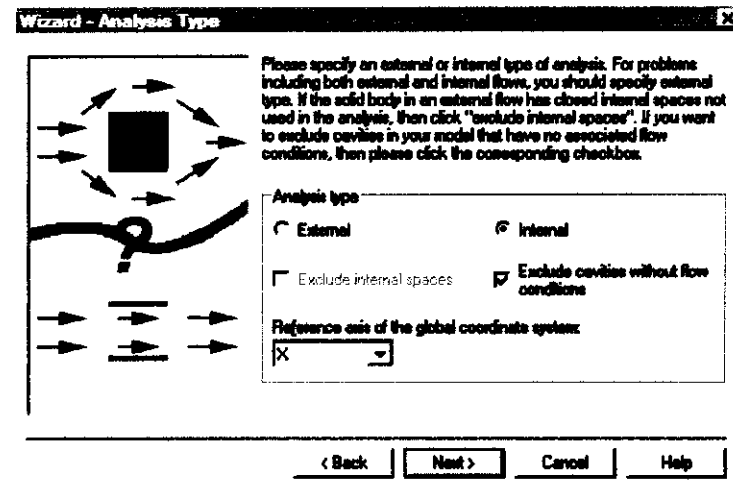 Wizard - Analysis Type
Please specify an external or internal type of analysis. For problems
including both external and internal flows, you should specify external
type. If the solid body in an external flow has closed internal spaces not
used in the analysis, then click "exclude internal spaces". If you want
to exclude cavities in your model that have no associated flow
conditions, then please click the corresponding checkbox.
Analysis type
External
Internal
Exclude internal spaces
Exclude cavities without flow
conditions
Reference axis of the global coordinate system:
X
< Back
Next >
Cancel
Help